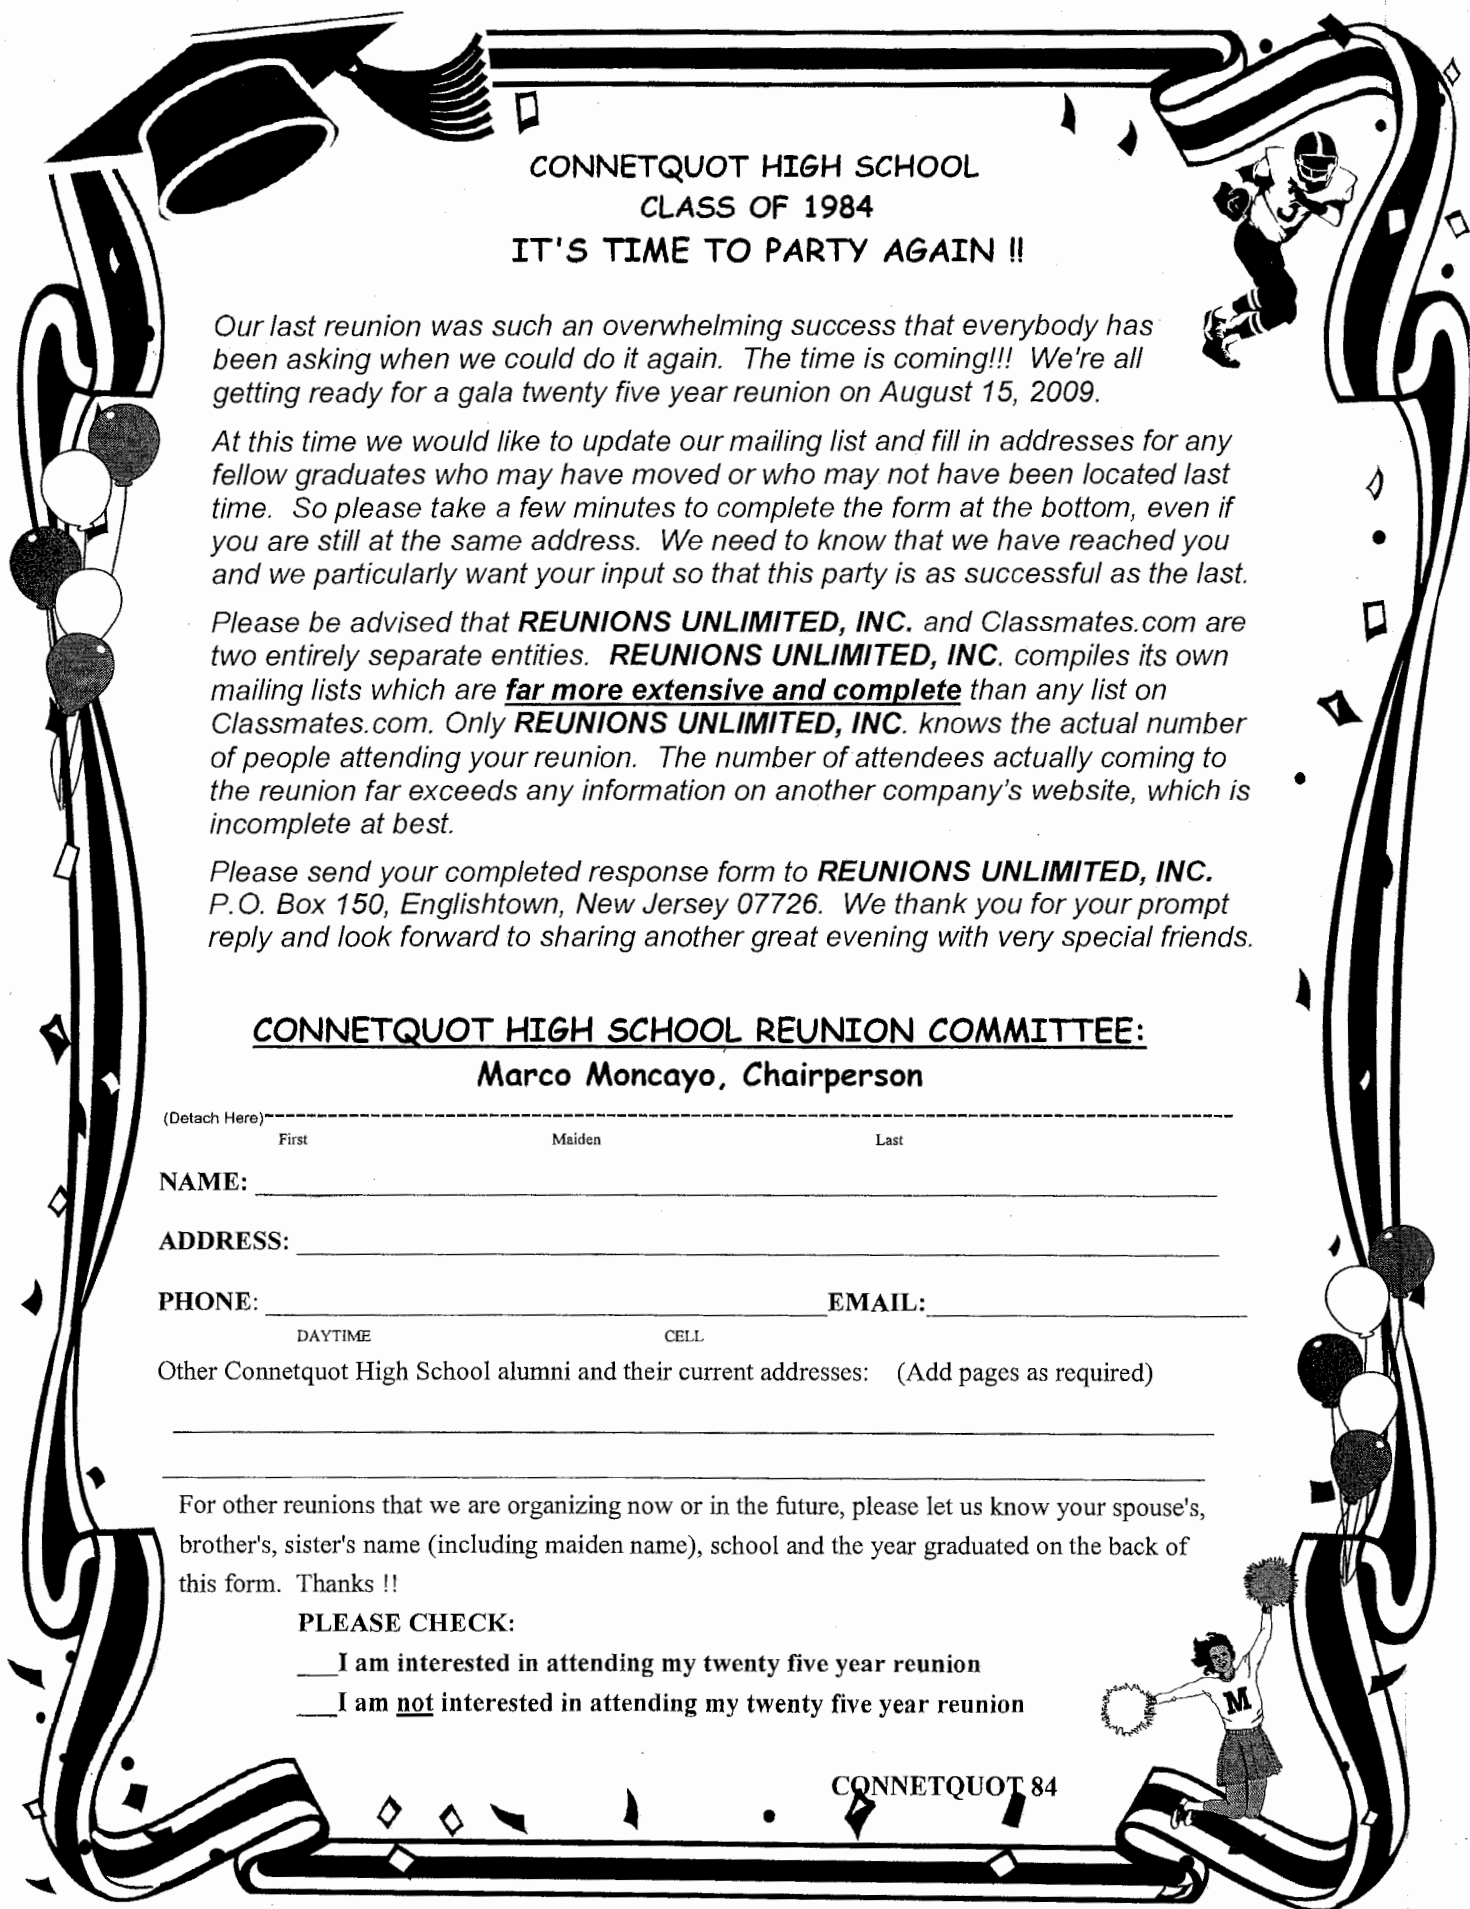 CONNETQUOT HIGH SCHOOL
CLASS OF 1984
IT'S TIME TO PARTY AGAIN !!
Our last reunion was such an overwhelming success that everybody has
been asking when we could do it again. The time is coming!!! We're all
getting ready for a gala twenty five year reunion on August 15, 2009.
At this time we would like to update our mailing list and fill in addresses for any
fellow graduates who may have moved or who may not have been located last
time. So please take a few minutes to complete the form at the bottom, even if
you are still at the same address. We need to know that we have reached you
and we particularly want your input so that this party is as successful as the last.
Please be advised that REUNIONS UNLIMITED, INC. and Classmates.com are
two entirely separate entities. REUNIONS UNLIMITED, INC. compiles its own
mailing lists which are far more extensive and complete than any list on
Classmates.com. Only REUNIONS UNLIMITED, INC. knows the actual number
of people attending your reunion. The number of attendees actually coming to
the reunion far exceeds any information on another company's website, which is
incomplete at best.
Please send your completed response form to REUNIONS UNLIMITED, INC.
P.O. Box 150, Englishtown, New Jersey 07726. We thank you for your prompt
reply and look forward to sharing another great evening with very special friends.
CONNETQUOT HIGH SCHOOL REUNION COMMITTEE:
Marco Moncayo, Chairperson
(Detach Here)
First Maiden Last
NAME:
ADDRESS:
PHONE: EMAIL:
DAYTIME CELL
Other Connetquot High School alumni and their current addresses: (Add pages as required)
For other reunions that we are organizing now or in the future, please let us know your spouse's,
brother's, sister's name (including maiden name), school and the year graduated on the back of
this form. Thanks !!
PLEASE CHECK:
___I am interested in attending my twenty five year reunion
___I am not interested in attending my twenty five year reunion
M
CONNETQUOT 84